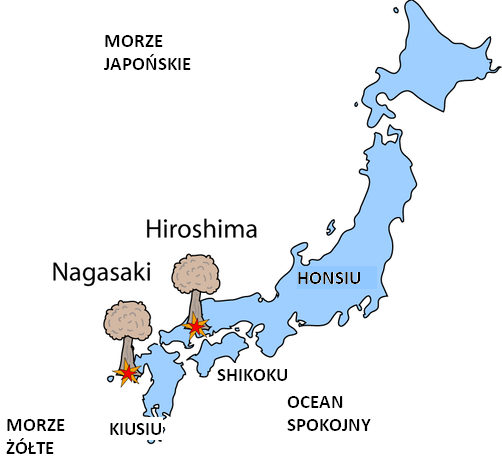 MORZE
JAPOŃSKIE
Hiroshima
Nagasaki
HONSIU
SHIKOKU
OCEAN
SPOKOJNY
KIUSIU
MORZE
ŻÓŁTE